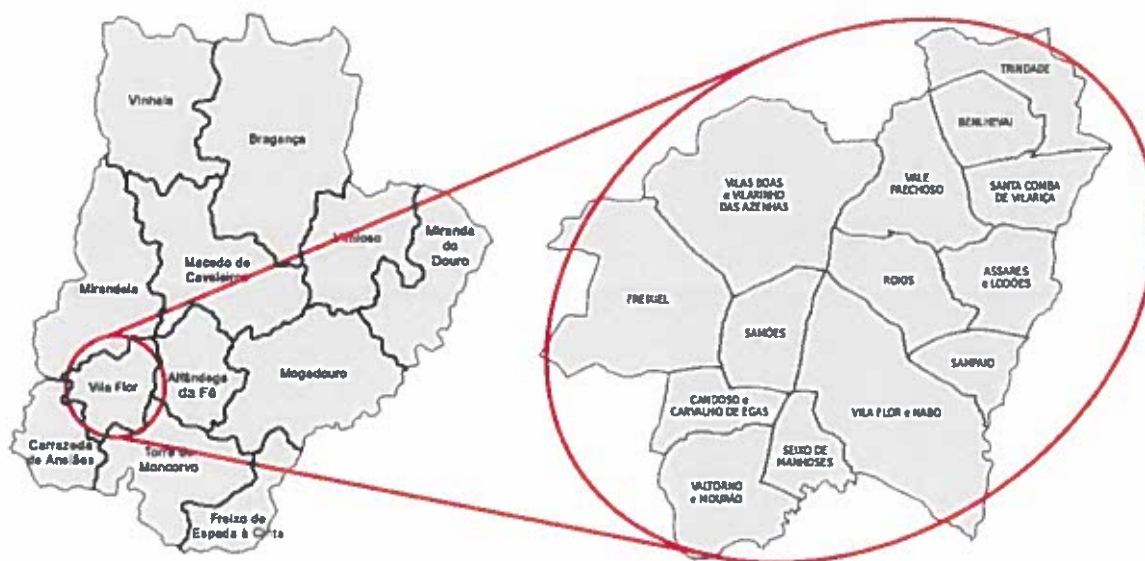 Vinhais
Bragança
Vimioso
Miranda
do
Douro
Macedo de
Cavaleiros
Mirandela
Vila Flor
Alfândega
da Fé
Mogadouro
Carrazeda
de Ansiães
Torre de
Moncorvo
Freixo de
Espada à Cinta
TRINDADE
BENLHEVAI
VALE
FRECHOSO
SANTA COMBA
DE VILARIÇA
VILAS BOAS
e VILARINHO
DAS AZENHAS
FREIXIEL
ROIOS
ASSARES
e LODÕES
SAMÕES
SAMPAIO
CANDOSO e
CARVALHO DE EGAS
VILA FLOR e NABO
SEIXO DE
MANHOSES
VALTORNO
e MOURÃO